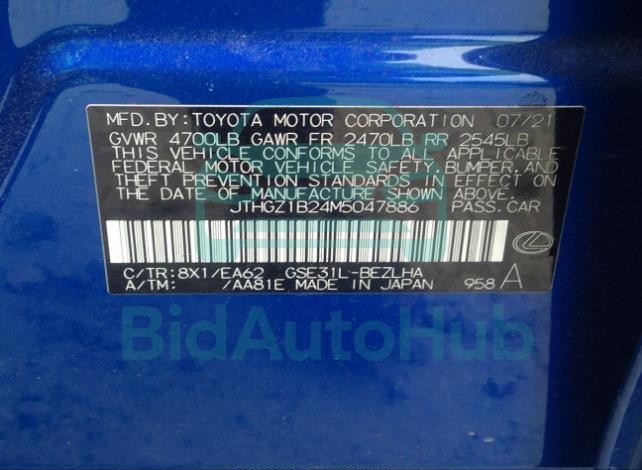 MFD.BY:TOYOTA MOTOR CORPORATION 07/21
GVWR 4700LB GAWR FR 2470LB RR 2545LB
THIS VEHICLE CONFORMS TO ALL APPLICABLE
FEDERAL MOTOR VEHICLE SAFETY, BUMPER, AND
THEFT PREVENTION STANDARDS IN EFFECT ON
THE DATE OF MANUFACTURE SHOWN ABOVE.
JTHGZ1B24M5047886 PASS.CAR
C/TR:8X1/EA62 GSE31L-BEZLHA
A/TM: /AA81E MADE IN JAPAN 958 A
BidAutoHub